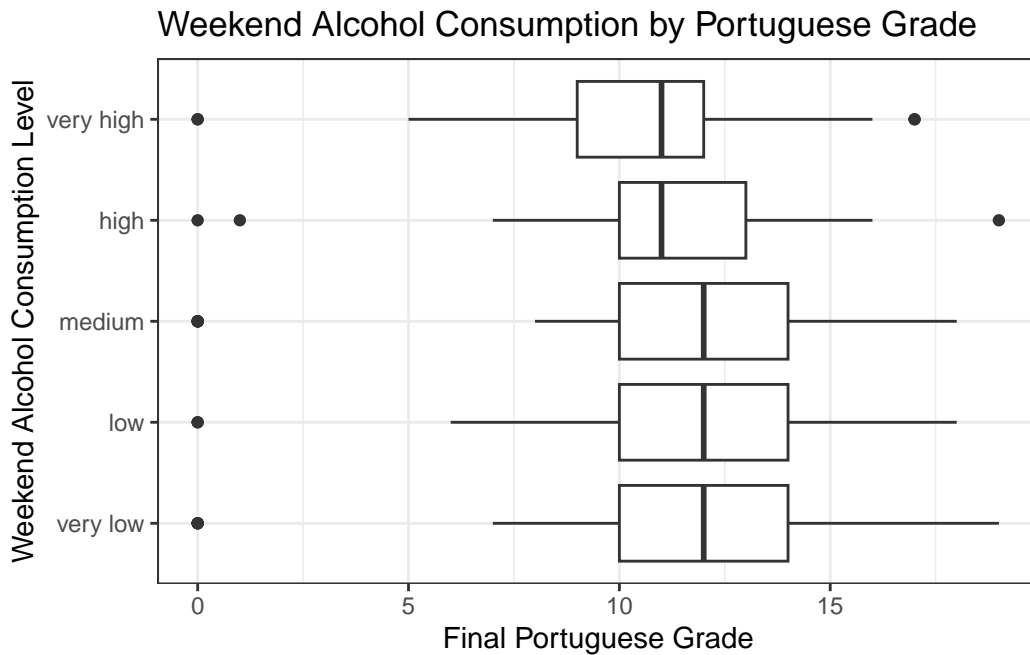 Weekend Alcohol Consumption by Portuguese Grade
Weekend Alcohol Consumption Level
very high
high
medium
low
very low
0
5
10
15
Final Portuguese Grade